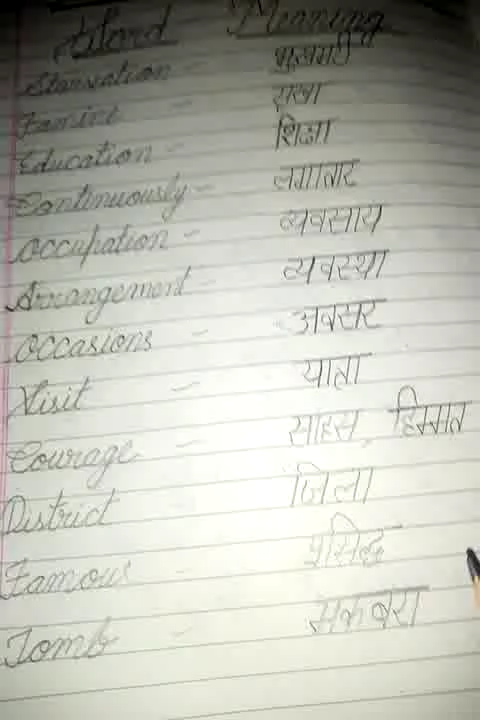 Word Meaning
Starvation - भुखमरी
Famine - सूखा
Education - शिक्षा
Continuously - लगातार
Occupation - व्यवसाय
Arrangement - व्यवस्था
Occasions - अवसर
Visit - यात्रा
Courage - साहस, हिम्मत
District जिला
Famous - प्रसिद्ध
Tomb - मकबरा